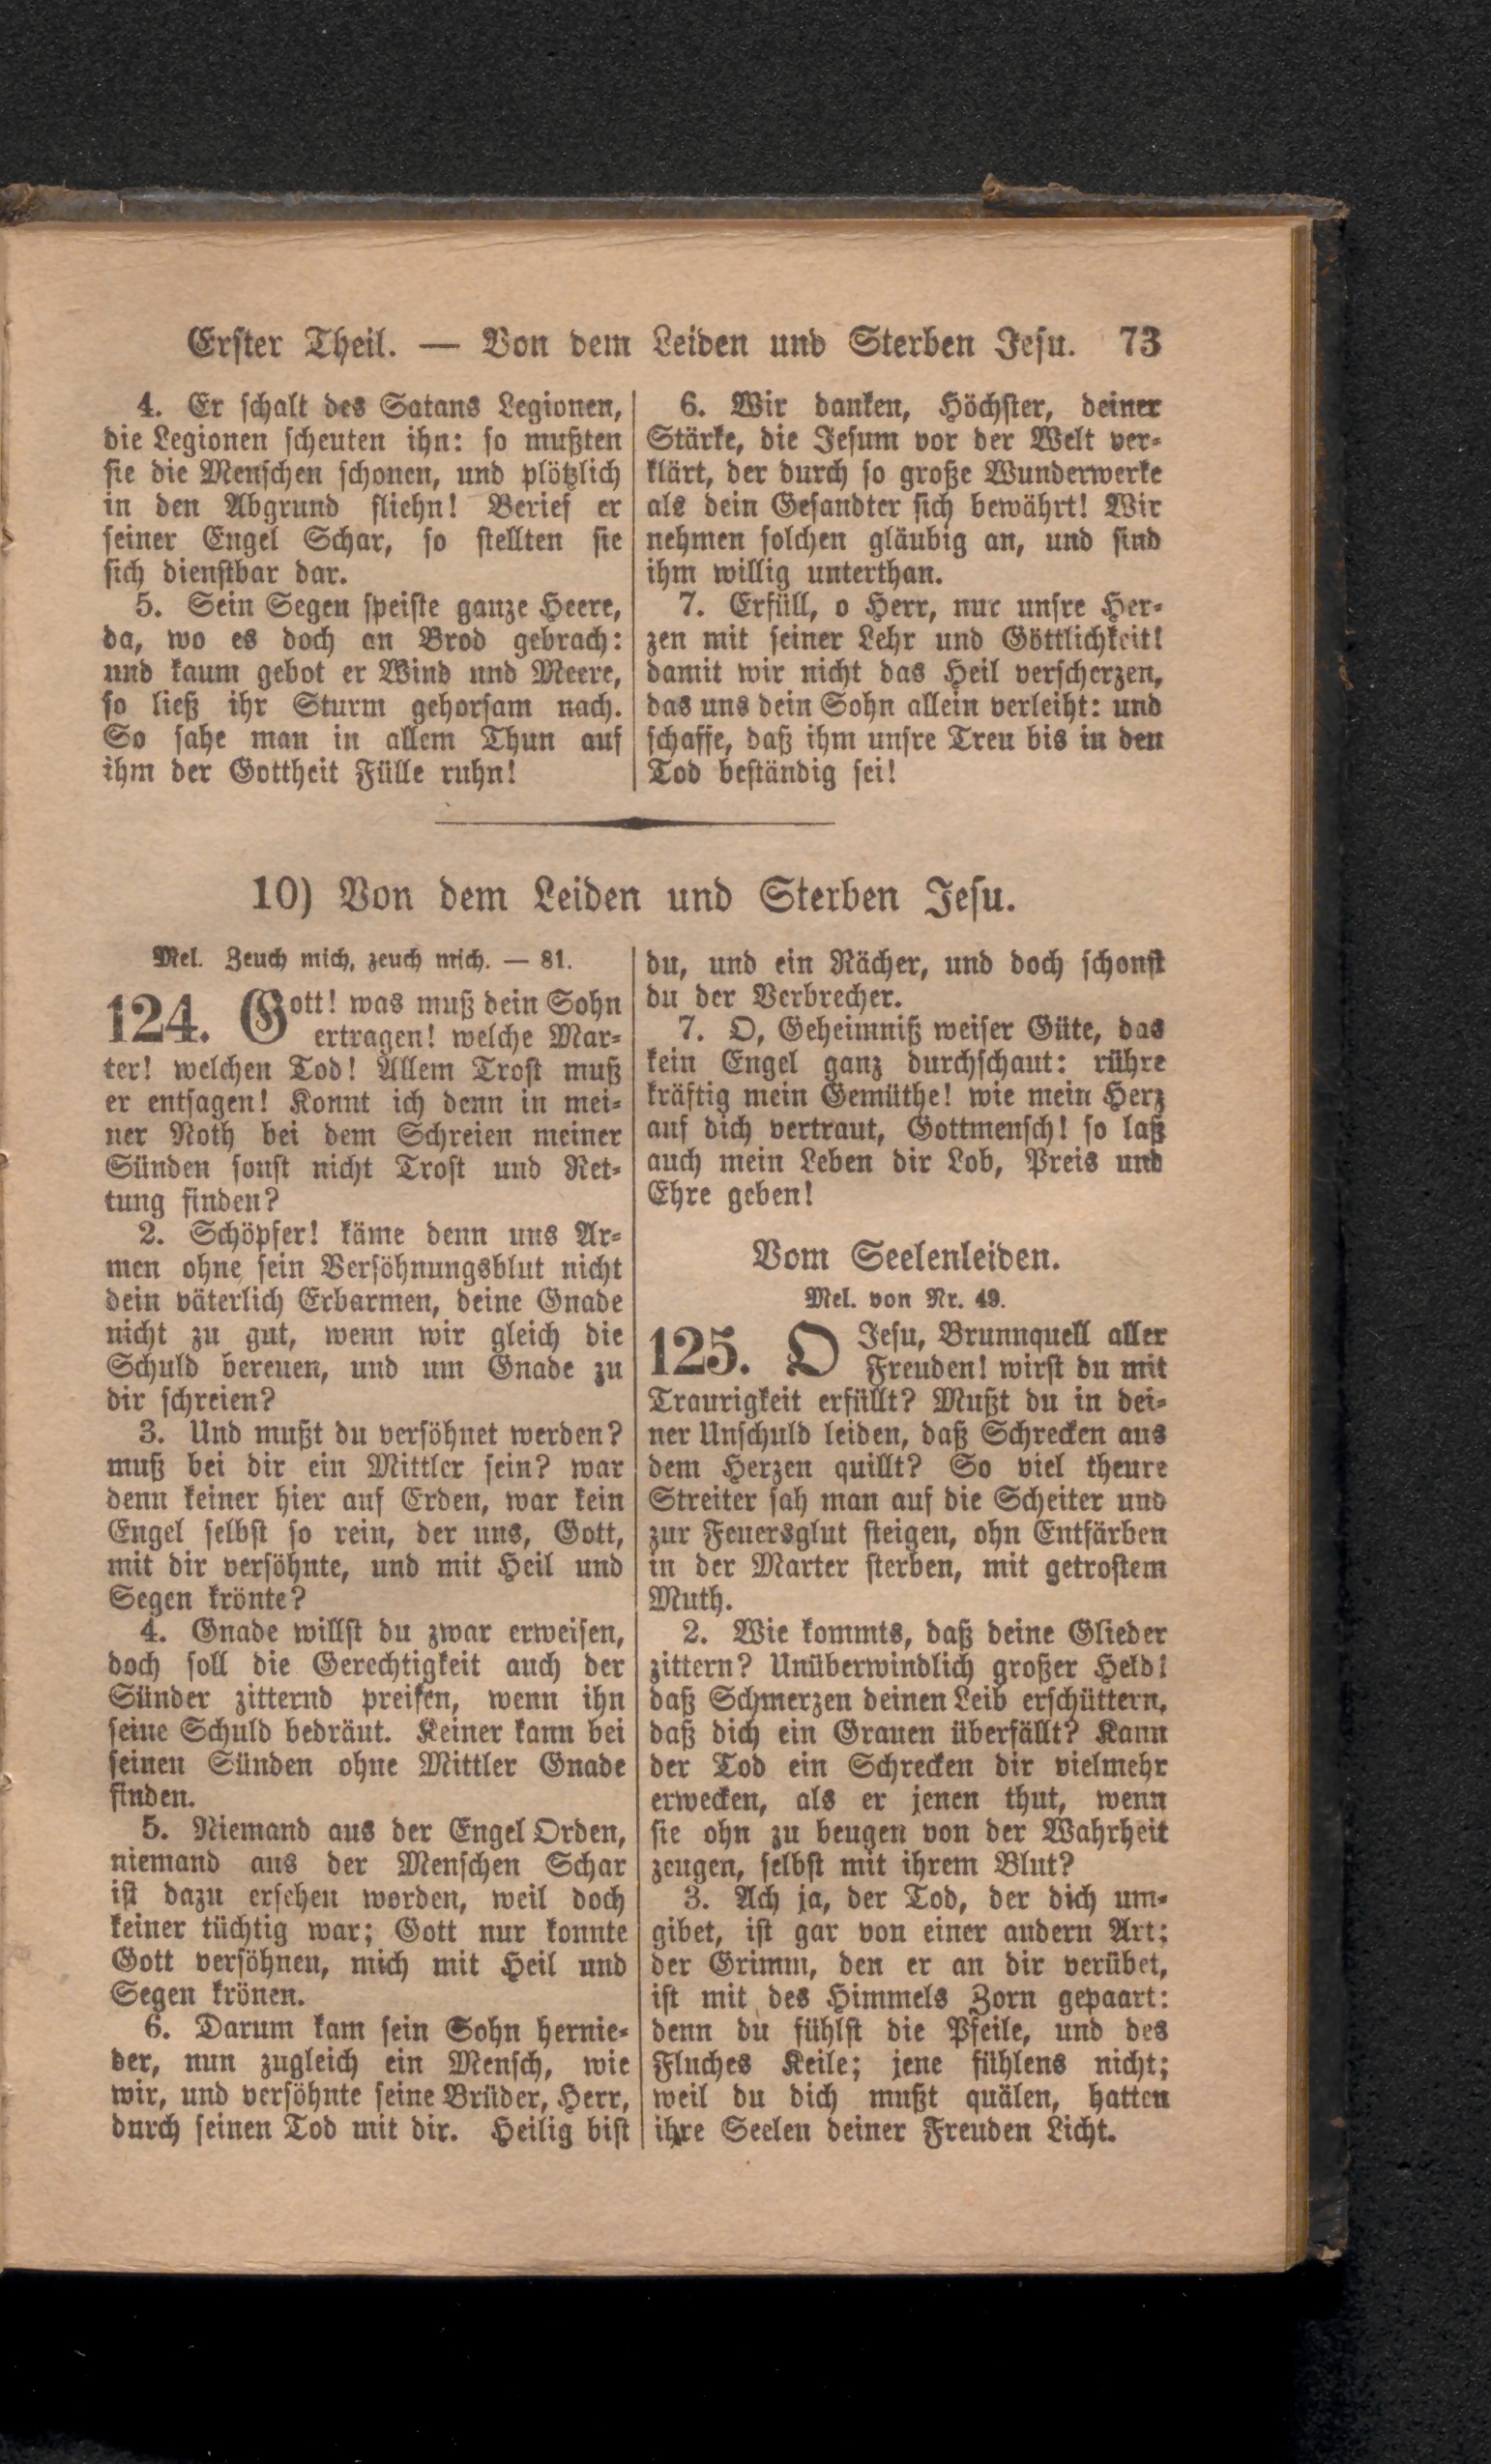 Erster Theil. — Von dem Leiden und Sterben Jesu. 73
4. Er schalt des Satans Legionen,
die Legionen scheuten ihn: so mußten
sie die Menschen schonen, und plötzlich
in den Abgrund fliehn! Berief er
seiner Engel Schar, so stellten sie
sich dienstbar dar.
5. Sein Segen speiste ganze Heere,
da, wo es doch an Brod gebrach:
und kaum gebot er Wind und Meere,
so ließ ihr Sturm gehorsam nach.
So sahe man in allem Thun auf
ihm der Gottheit Fülle ruhn!
6. Wir danken, Höchster, deiner
Stärke, die Jesum vor der Welt ver-
klärt, der durch so große Wunderwerke
als dein Gesandter sich bewährt! Wir
nehmen solchen gläubig an, und sind
ihm willig unterthan.
7. Erfüll, o Herr, nur unsre Her-
zen mit seiner Lehr und Göttlichkeit!
damit wir nicht das Heil verscherzen,
das uns dein Sohn allein verleiht: und
schaffe, daß ihm unsre Treu bis in den
Tod beständig sei!
10) Von dem Leiden und Sterben Jesu.
Mel. Zeuch mich, zeuch mich. — 81.
124. Gott! was muß dein Sohn
ertragen! welche Mar-
ter! welchen Tod! Allem Trost muß
er entsagen! Konnt ich denn in mei-
ner Noth bei dem Schreien meiner
Sünden sonst nicht Trost und Ret-
tung finden?
2. Schöpfer! käme denn uns Ar-
men ohne sein Versöhnungsblut nicht
dein väterlich Erbarmen, deine Gnade
nicht zu gut, wenn wir gleich die
Schuld bereuen, und um Gnade zu
dir schreien?
3. Und mußt du versöhnet werden?
muß bei dir ein Mittler sein? war
denn keiner hier auf Erden, war kein
Engel selbst so rein, der uns, Gott,
mit dir versöhnte, und mit Heil und
Segen krönte?
4. Gnade willst du zwar erweisen,
doch soll die Gerechtigkeit auch der
Sünder zitternd preisen, wenn ihn
seine Schuld bedräut. Keiner kann bei
seinen Sünden ohne Mittler Gnade
finden.
5. Niemand aus der Engel Orden,
niemand aus der Menschen Schar
ist dazu ersehen worden, weil doch
keiner tüchtig war; Gott nur konnte
Gott versöhnen, mich mit Heil und
Segen krönen.
6. Darum kam sein Sohn hernie-
der, nun zugleich ein Mensch, wie
wir, und versöhnte seine Brüder, Herr,
durch seinen Tod mit dir. Heilig bist
du, und ein Rächer, und doch schonst
du der Verbrecher.
7. O, Geheimniß weiser Güte, das
kein Engel ganz durchschaut: rühre
kräftig mein Gemüthe! wie mein Herz
auf dich vertraut, Gottmensch! so laß
auch mein Leben dir Lob, Preis und
Ehre geben!
Vom Seelenleiden.
Mel. von Nr. 49.
125. O Jesu, Brunnquell aller
Freuden! wirst du mit
Traurigkeit erfüllt? Mußt du in dei-
ner Unschuld leiden, daß Schrecken aus
dem Herzen quillt? So viel theure
Streiter sah man auf die Scheiter und
zur Feuersglut steigen, ohn Entfärben
in der Marter sterben, mit getrostem
Muth.
2. Wie kommts, daß deine Glieder
zittern? Unüberwindlich großer Held!
daß Schmerzen deinen Leib erschüttern,
daß dich ein Grauen überfällt? Kann
der Tod ein Schrecken dir vielmehr
erwecken, als er jenen thut, wenn
sie ohn zu beugen von der Wahrheit
zeugen, selbst mit ihrem Blut?
3. Ach ja, der Tod, der dich um-
gibet, ist gar von einer andern Art;
der Grimm, den er an dir verübet,
ist mit des Himmels Zorn gepaart:
denn du fühlst die Pfeile, und des
Fluches Keile; jene fühlens nicht;
weil du dich mußt quälen, hatten
ihre Seelen deiner Freuden Licht.